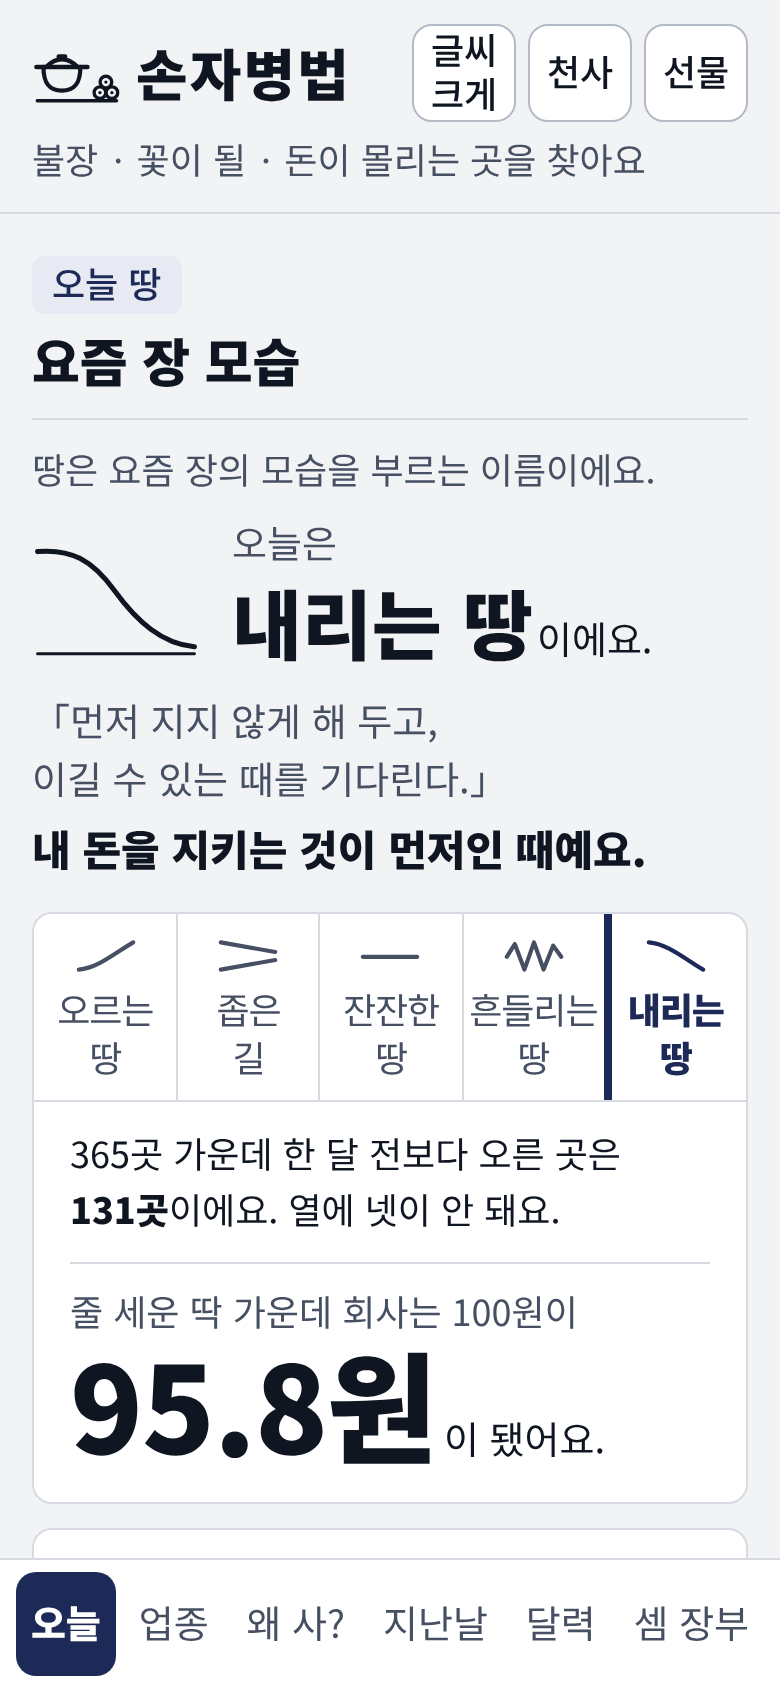 손자병법
글씨
크게
천사
선물
불장 · 꽃이 될 · 돈이 몰리는 곳을 찾아요
오늘 땅
요즘 장 모습
땅은 요즘 장의 모습을 부르는 이름이에요.
오늘은
내리는 땅이에요.
「먼저 지지 않게 해 두고,
이길 수 있는 때를 기다린다.」
내 돈을 지키는 것이 먼저인 때예요.
오르는
땅
좁은
길
잔잔한
땅
흔들리는
땅
내리는
땅
365곳 가운데 한 달 전보다 오른 곳은
131곳이에요. 열에 넷이 안 돼요.
줄 세운 딱 가운데 회사는 100원이
95.8원이 됐어요.
오늘
업종
왜 사?
지난날
달력
셈 장부